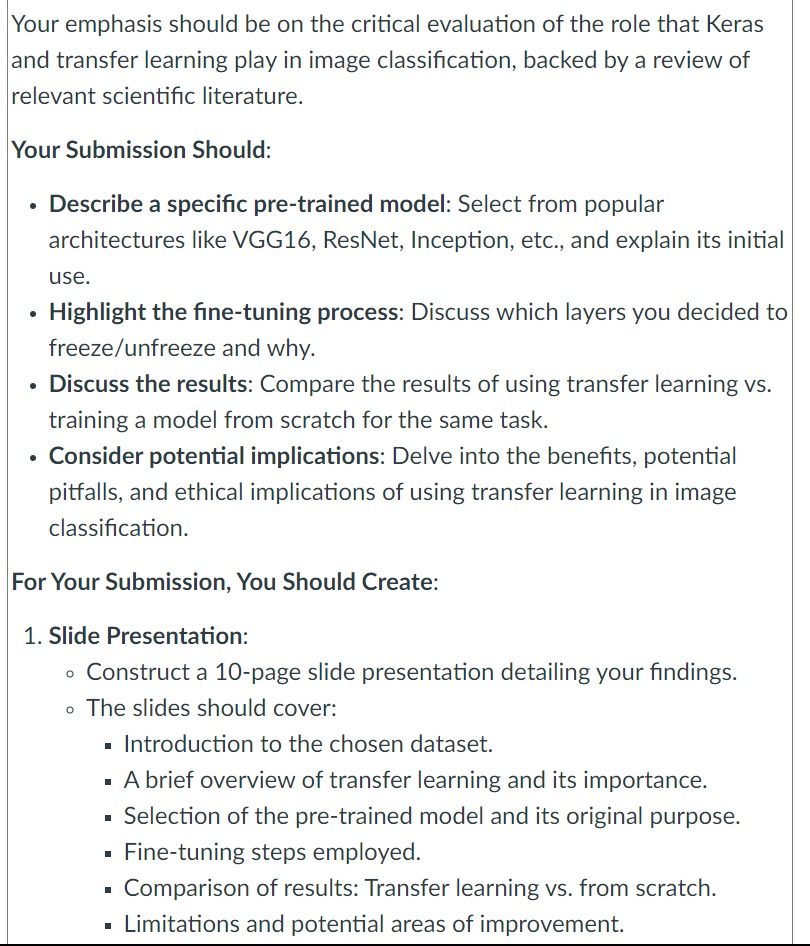 Your emphasis should be on the critical evaluation of the role that Keras
and transfer learning play in image classification, backed by a review of
relevant scientific literature.
Your Submission Should:
• Describe a specific pre-trained model: Select from popular
architectures like VGG16, ResNet, Inception, etc., and explain its initial
use.
• Highlight the fine-tuning process: Discuss which layers you decided to
freeze/unfreeze and why.
• Discuss the results: Compare the results of using transfer learning vs.
training a model from scratch for the same task.
• Consider potential implications: Delve into the benefits, potential
pitfalls, and ethical implications of using transfer learning in image
classification.
For Your Submission, You Should Create:
1. Slide Presentation:
◦ Construct a 10-page slide presentation detailing your findings.
◦ The slides should cover:
▪ Introduction to the chosen dataset.
▪ A brief overview of transfer learning and its importance.
▪ Selection of the pre-trained model and its original purpose.
▪ Fine-tuning steps employed.
▪ Comparison of results: Transfer learning vs. from scratch.
▪ Limitations and potential areas of improvement.